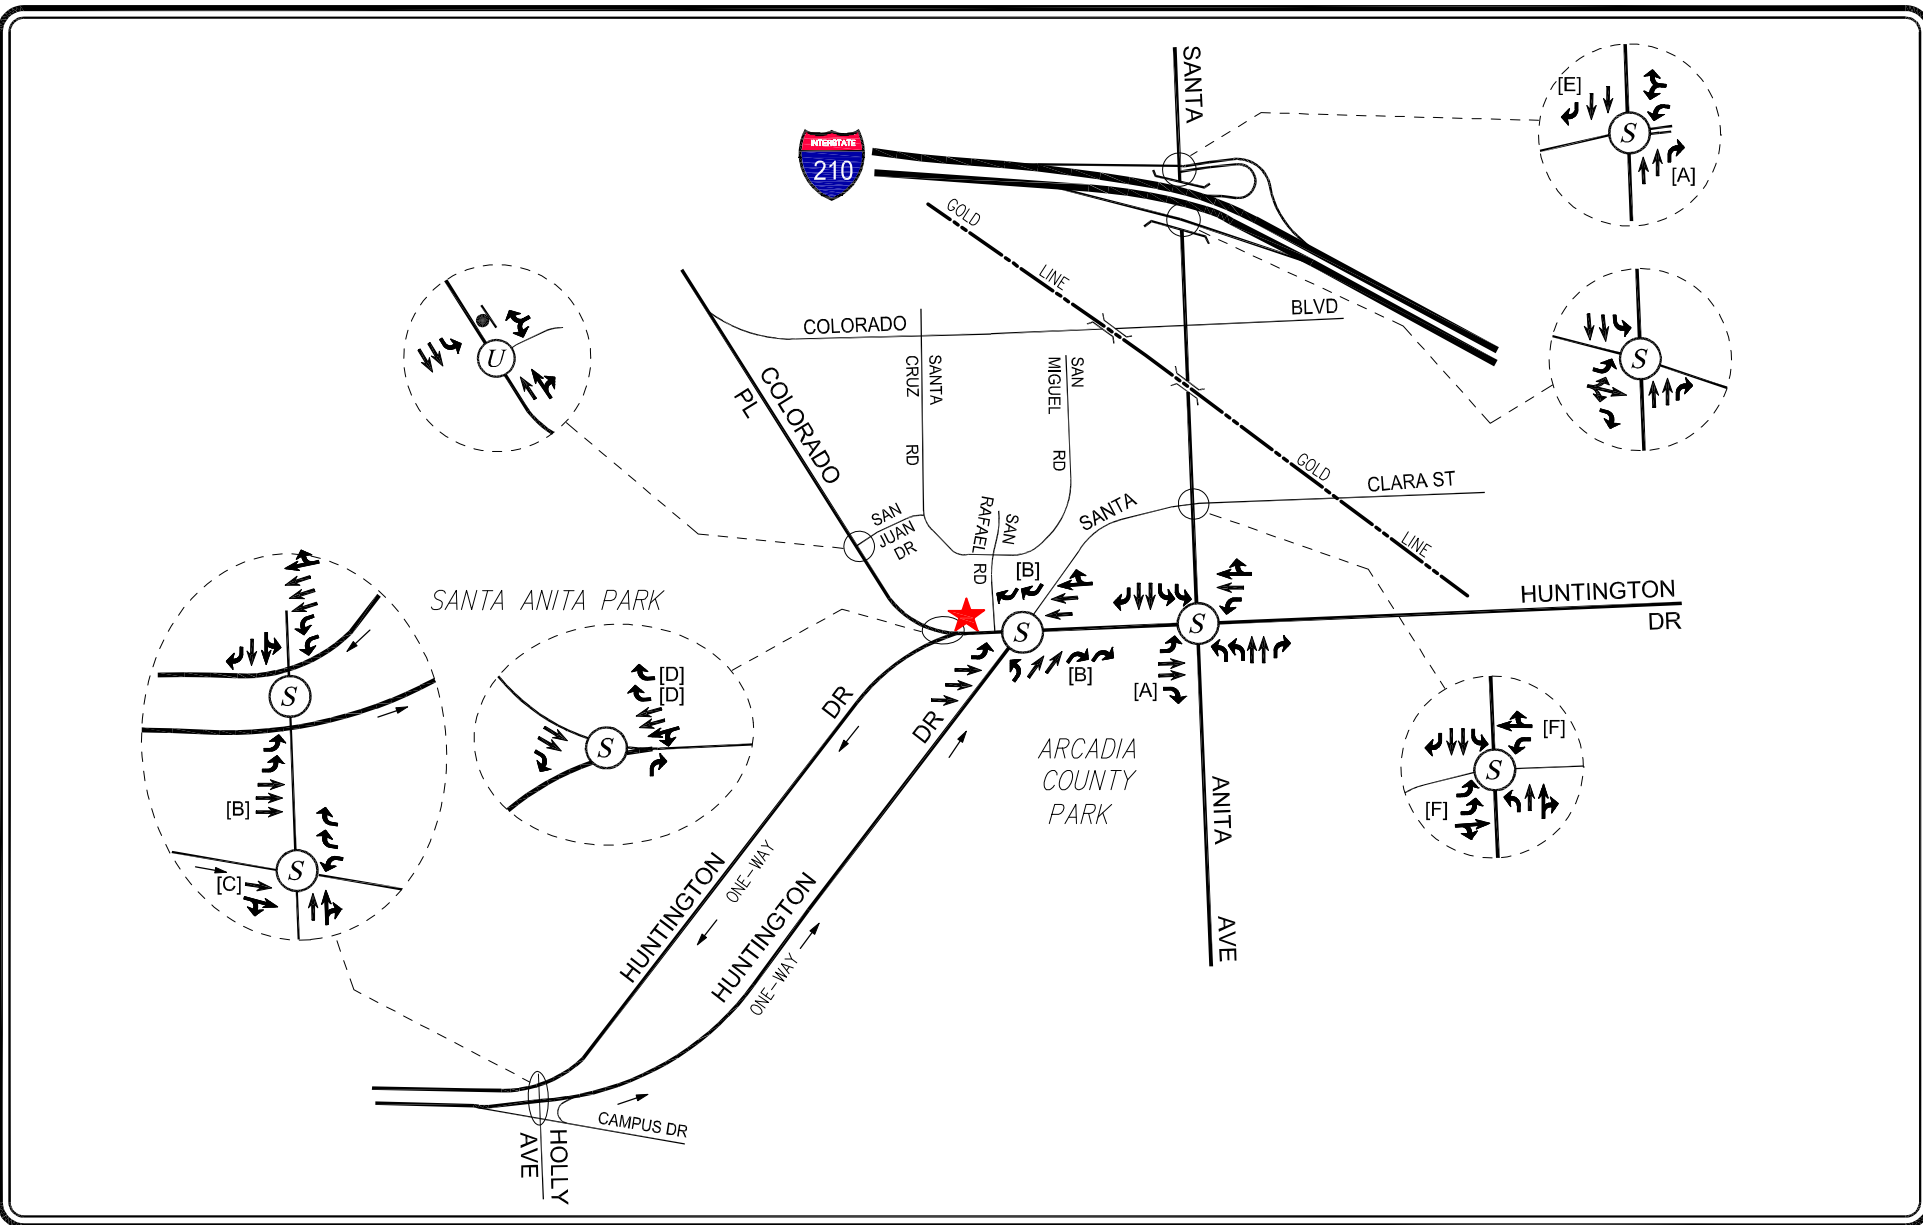 SANTA
[E]
S
[A]
INTERSTATE
210
GOLD
LINE
BLVD
COLORADO
S
U
COLORADO
PL
SANTA
CRUZ
RD
SAN
MIGUEL
RD
GOLD
LINE
CLARA ST
SANTA
SAN
JUAN
DR
SAN
RAFAEL RD
[B]
SANTA ANITA PARK
HUNTINGTON
DR
S
S
[B]
[A]
S
[D]
[D]
S
DR
DR
ARCADIA
COUNTY
PARK
[F]
S
[F]
[B]
S
[C]
ANITA
AVE
HUNTINGTON
ONE-WAY
HUNTINGTON
ONE-WAY
CAMPUS DR
HOLLY
AVE